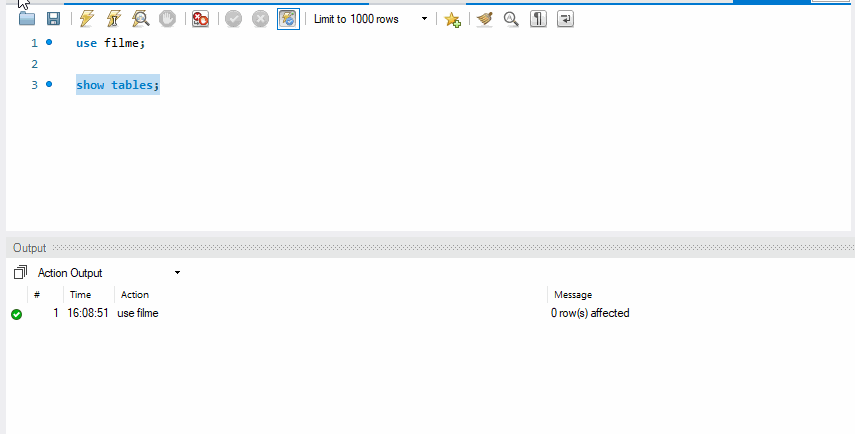 Limit to 1000 rows
1 use filme;
2
3 show tables;
Output
Action Output
# Time Action Message
1 16:08:51 use filme 0 row(s) affected